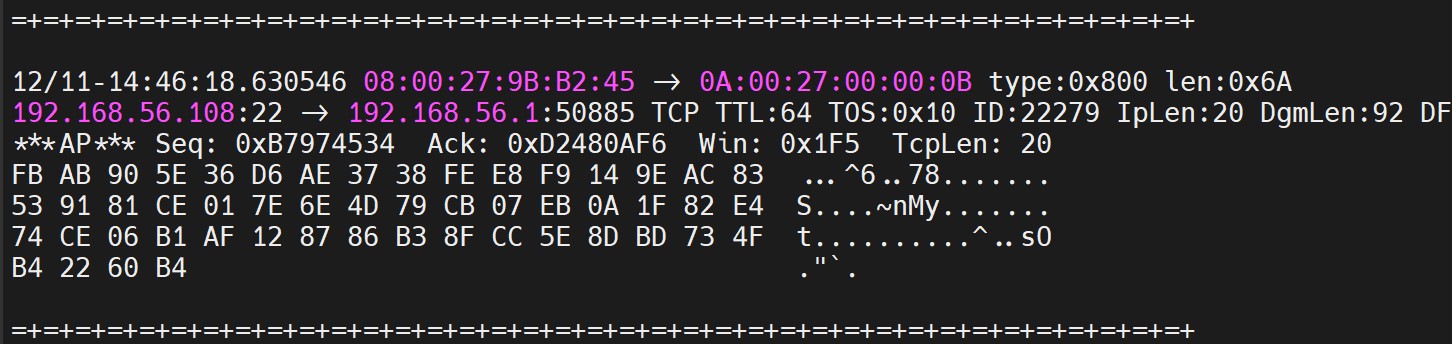 =+=+=+=+=+=+=+=+=+=+=+=+=+=+=+=+=+=+=+=+=+=+=+=+=+=+=+=+=+=+=+=+=+=+=+=+=+
12/11-14:46:18.630546 08:00:27:9B:B2:45 -> 0A:00:27:00:00:0B type:0x800 len:0x6A
192.168.56.108:22 -> 192.168.56.1:50885 TCP TTL:64 TOS:0x10 ID:22279 IpLen:20 DgmLen:92 DF
***AP*** Seq: 0xB7974534  Ack: 0xD2480AF6  Win: 0x1F5  TcpLen: 20
FB AB 90 5E 36 D6 AE 37 38 FE E8 F9 14 9E AC 83  ...^6..78.......
53 91 81 CE 01 7E 6E 4D 79 CB 07 EB 0A 1F 82 E4  S....~nMy.......
74 CE 06 B1 AF 12 87 86 B3 8F CC 5E 8D BD 73 4F  t..........^..sO
B4 22 60 B4                                      ."`.
=+=+=+=+=+=+=+=+=+=+=+=+=+=+=+=+=+=+=+=+=+=+=+=+=+=+=+=+=+=+=+=+=+=+=+=+=+